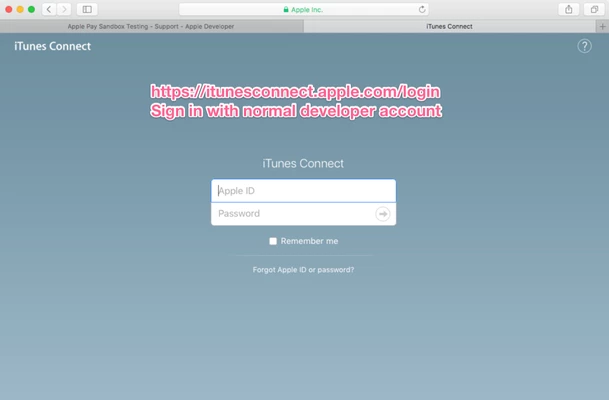 Apple Inc.
Apple Pay Sandbox Testing - Support - Apple Developer
iTunes Connect
iTunes Connect
?
https://itunesconnect.apple.com/login
Sign in with normal developer account
iTunes Connect
Apple ID
Password
Remember me
Forgot Apple ID or password?